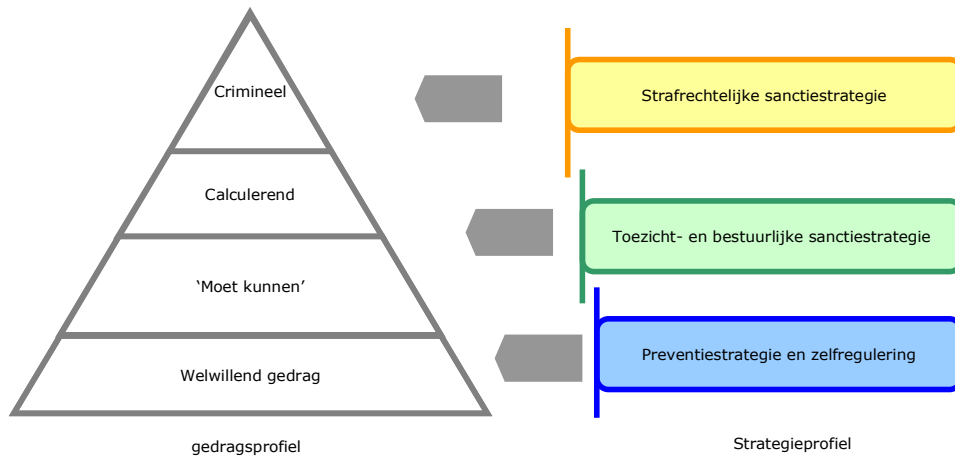 Crimineel
Strafrechtelijke sanctiestrategie
Calculerend
Toezicht- en bestuurlijke sanctiestrategie
‘Moet kunnen’
Preventiestrategie en zelfregulering
Welwillend gedrag
gedragsprofiel
Strategieprofiel